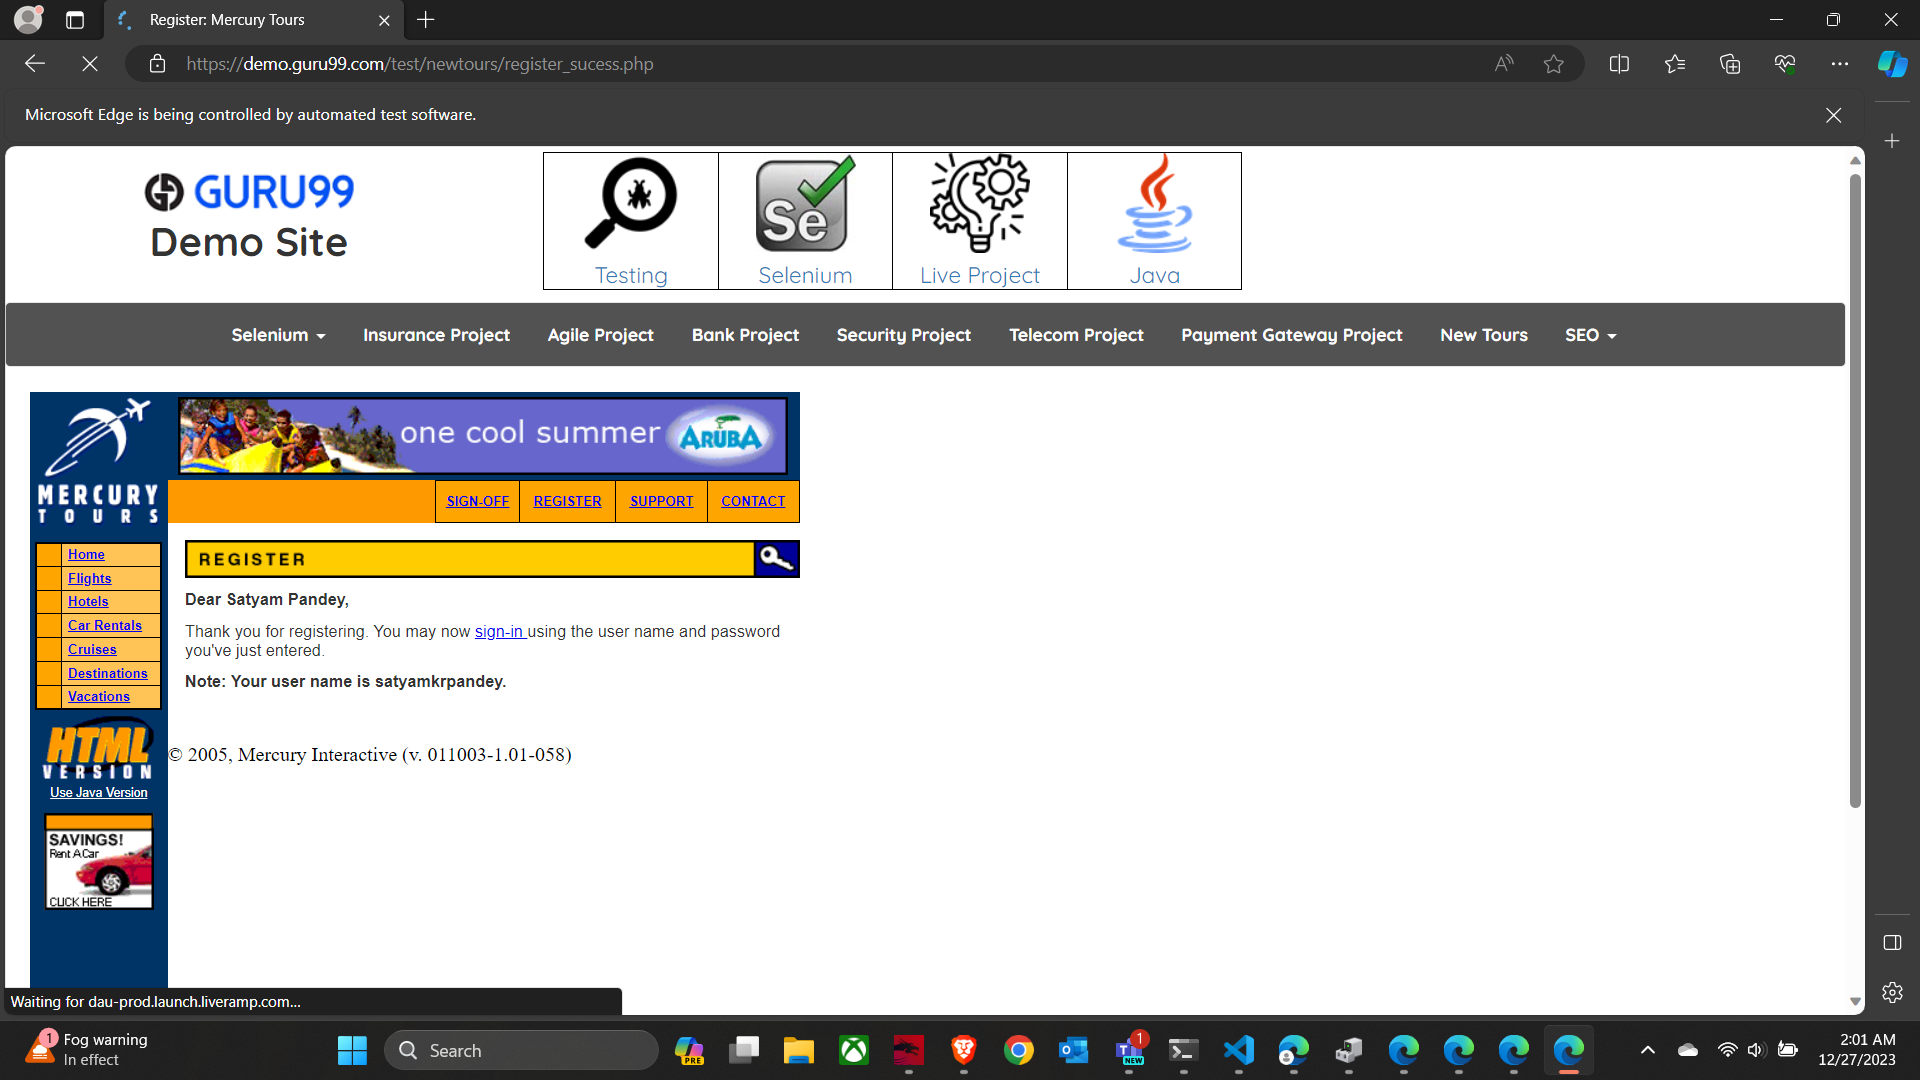 Register: Mercury Tours
https://demo.guru99.com/test/newtours/register_sucess.php
Microsoft Edge is being controlled by automated test software.
GURU99
Demo Site
Se
Testing
Selenium
Live Project
Java
Selenium
Insurance Project
Agile Project
Bank Project
Security Project
Telecom Project
Payment Gateway Project
New Tours
SEO
one cool summer
ARUBA
MERCURY
TOURS
SIGN-OFF
REGISTER
SUPPORT
CONTACT
Home
Flights
Hotels
Car Rentals
Cruises
Destinations
Vacations
REGISTER
Dear Satyam Pandey,
Thank you for registering. You may now sign-in using the user name and password
you've just entered.
Note: Your user name is satyamkrpandey.
© 2005, Mercury Interactive (v. 011003-1.01-058)
HTML
VERSION
Use Java Version
SAVINGS!
Rent A Car
CLICK HERE
Waiting for dau-prod.launch.liveramp.com...
1
Fog warning
In effect
Search
PRE
1
NEW
2:01 AM
12/27/2023